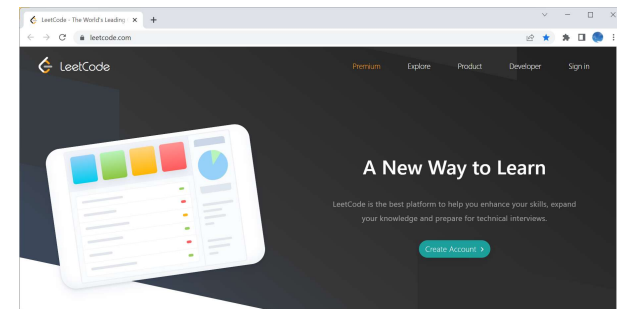 LeetCode - The World's Leading
leetcode.com
LeetCode
Premium Explore Product Developer Sign in
A New Way to Learn
LeetCode is the best platform to help you enhance your skills, expand
your knowledge and prepare for technical interviews.
Create Account >